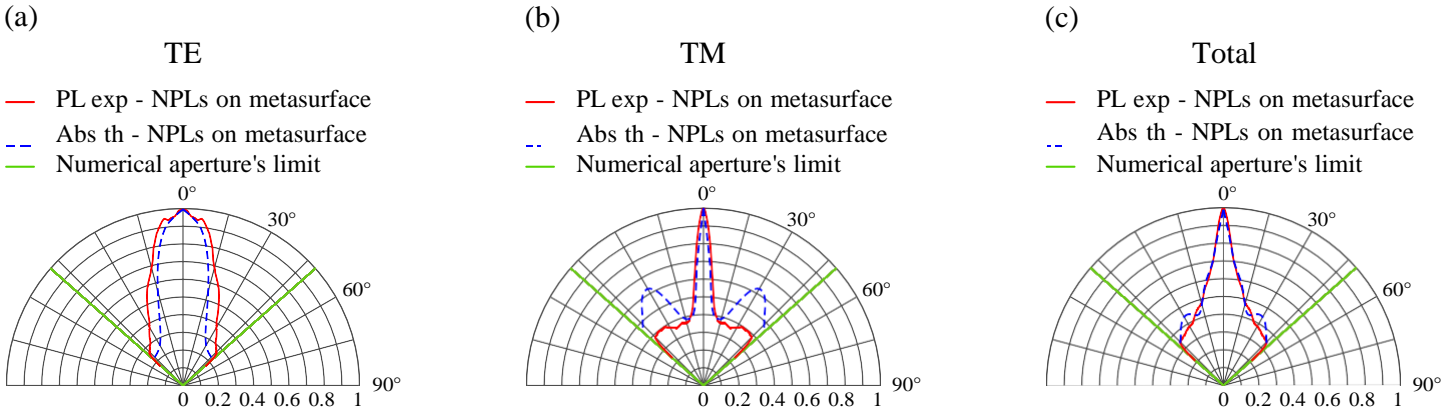 (a)
TE
PL exp - NPLs on metasurface
Abs th - NPLs on metasurface
Numerical aperture's limit
0°
30°
60°
90°
0 0.2 0.4 0.6 0.8 1
(b)
TM
PL exp - NPLs on metasurface
Abs th - NPLs on metasurface
Numerical aperture's limit
0°
30°
60°
90°
0 0.2 0.4 0.6 0.8 1
(c)
Total
PL exp - NPLs on metasurface
Abs th - NPLs on metasurface
Numerical aperture's limit
0°
30°
60°
90°
0 0.2 0.4 0.6 0.8 1